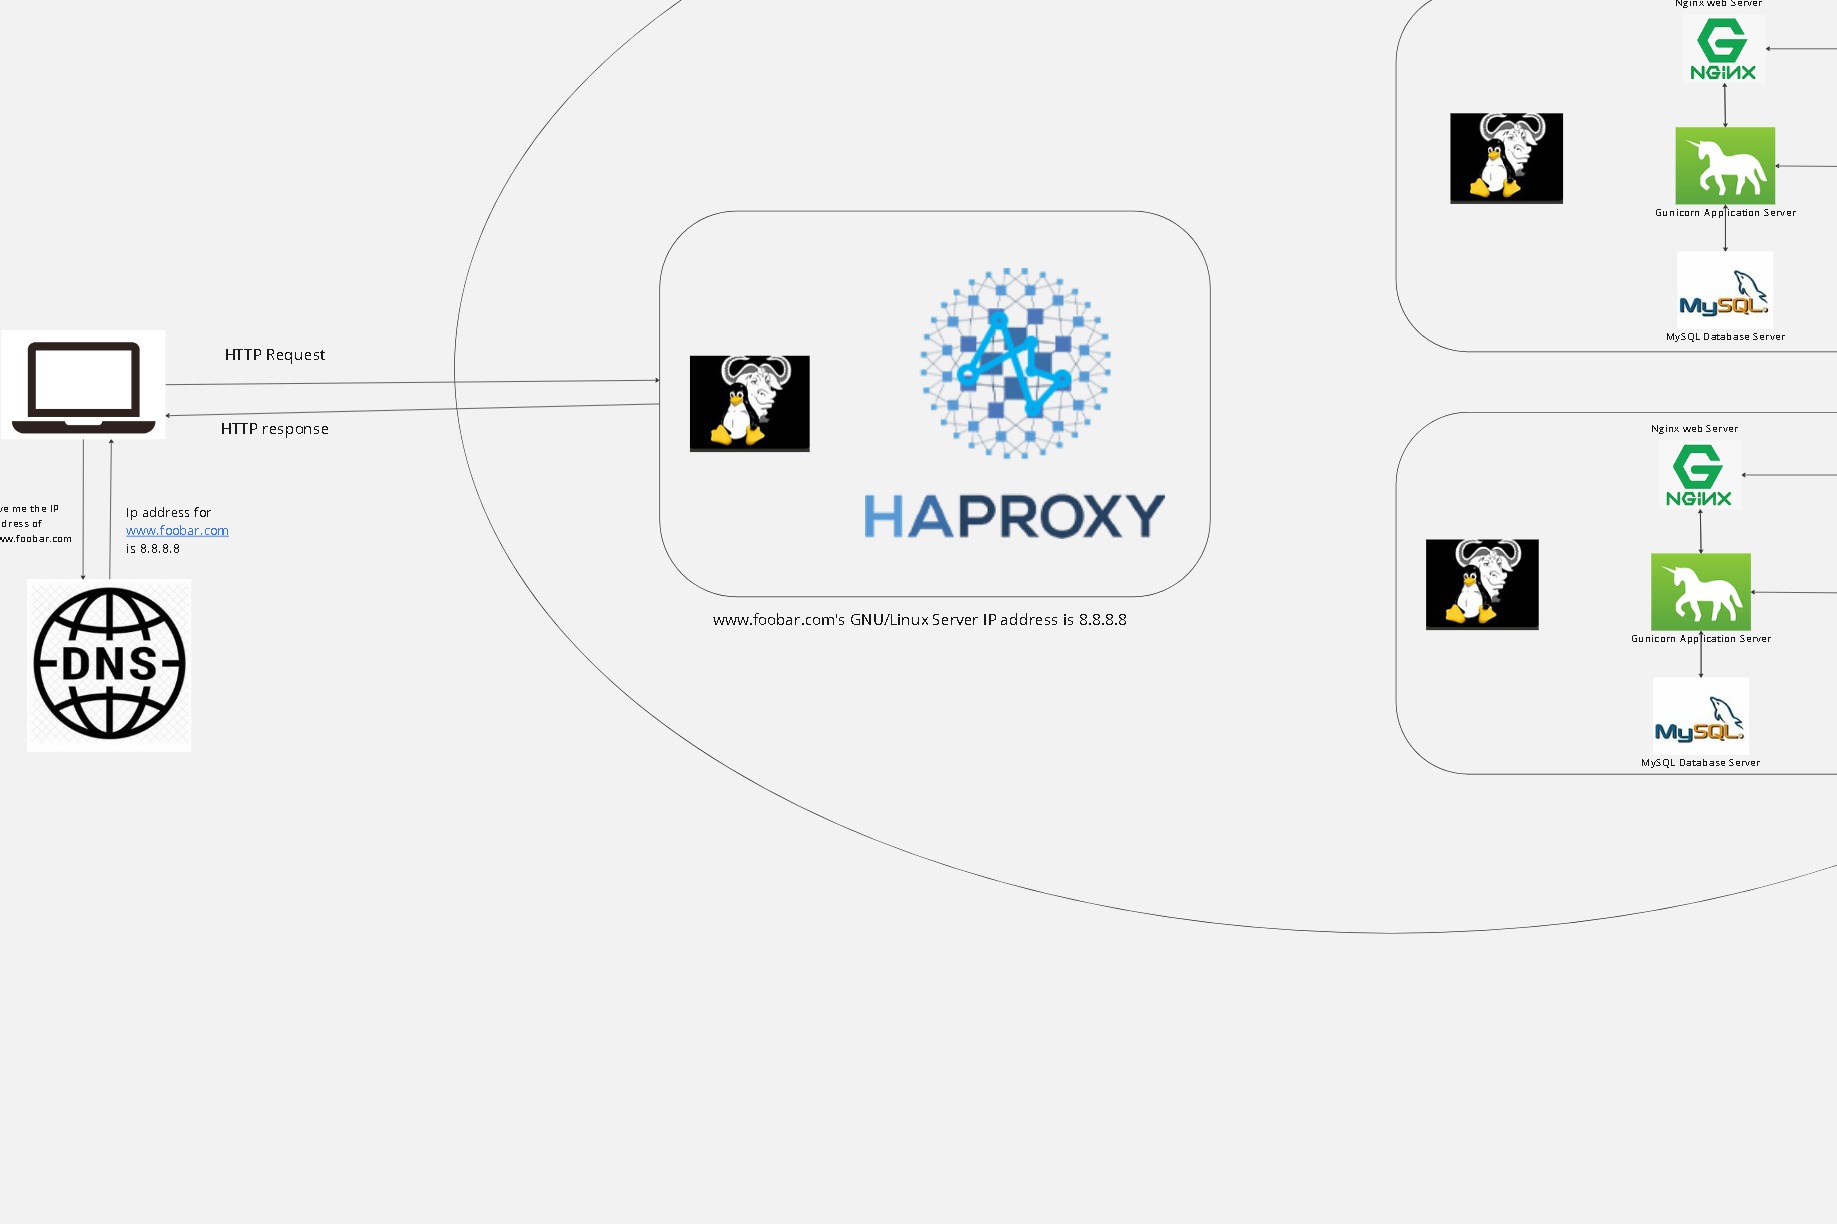 HTTP Request
HTTP response
ve me the IP
dress of
ww.foobar.com
Ip address for
www.foobar.com
is 8.8.8.8
DNS
HAPROXY
www.foobar.com's GNU/Linux Server IP address is 8.8.8.8
Nginx web Server
NGiNX
Gunicorn Application Server
MySQL
MySQL Database Server
Nginx web Server
NGiNX
Gunicorn Application Server
MySQL
MySQL Database Server